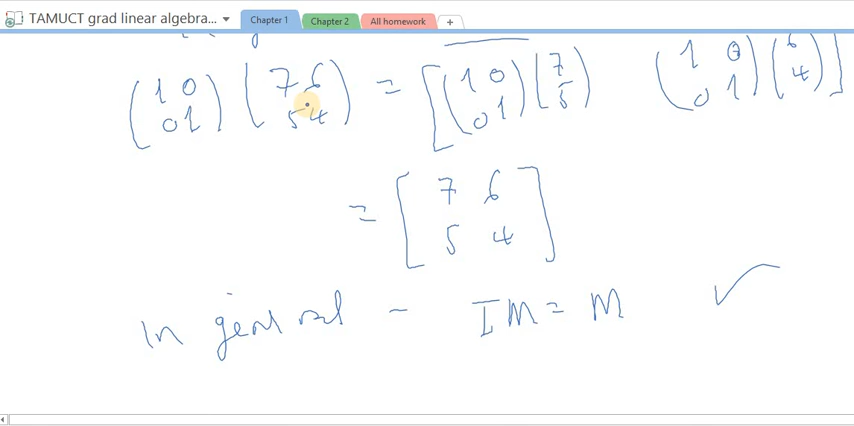 TAMUCT grad linear algebra... Chapter 1 Chapter 2 All homework +
(1 0 7 6 = [1 0 7 1 0 6
0 1) (5 4) 0 1) (5) 0 1) (4)]
= [7 6
5 4]
In general - IM = M ✓